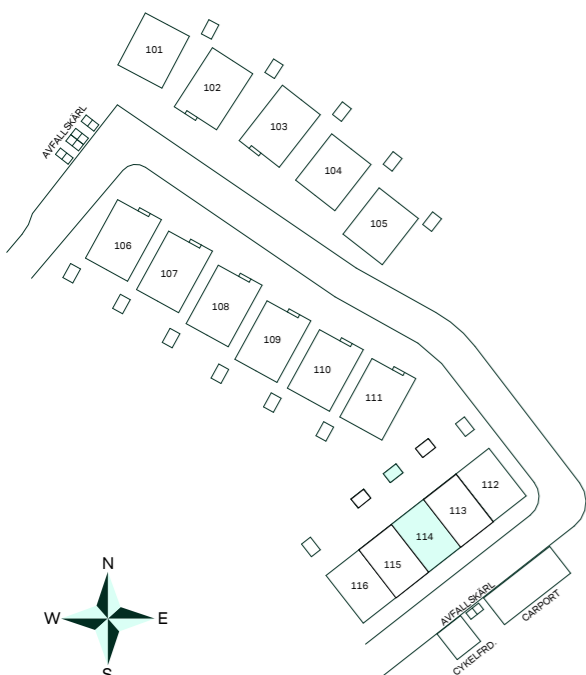 101
102
103
104
105
AVFALLSKÄRL
106
107
108
109
110
111
112
113
114
115
116
AVFALLSKÄRL
CARPORT
CYKELFRD.
N
W
E
S